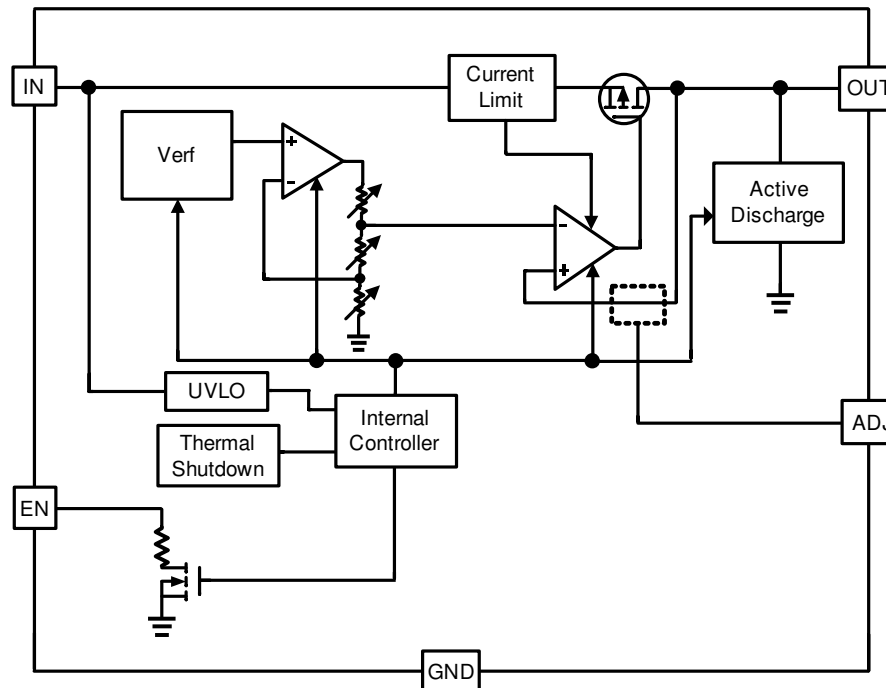 IN
Current
Limit
OUT
Verf
+
-
Active
Discharge
-
+
UVLO
Internal
Controller
Thermal
Shutdown
ADJ
EN
GND